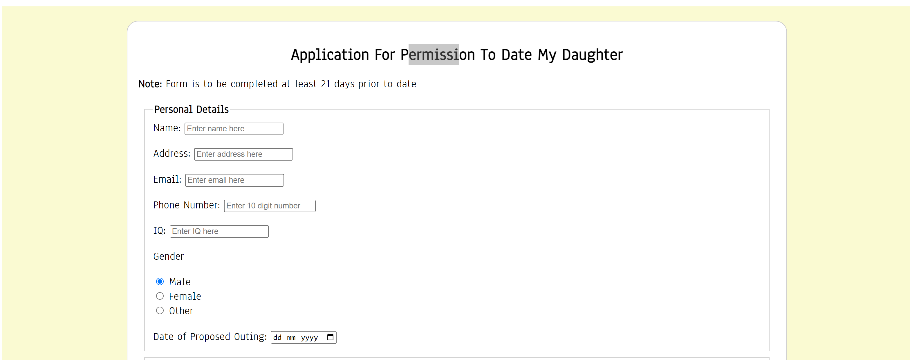 Application For Permission To Date My Daughter
Note: Form is to be completed at least 21 days prior to date
Personal Details
Name: Enter name here
Address: Enter address here
Email: Enter email here
Phone Number: Enter 10 digit number
IQ: Enter IQ here
Gender
Male
Female
Other
Date of Proposed Outing: dd mm yyyy